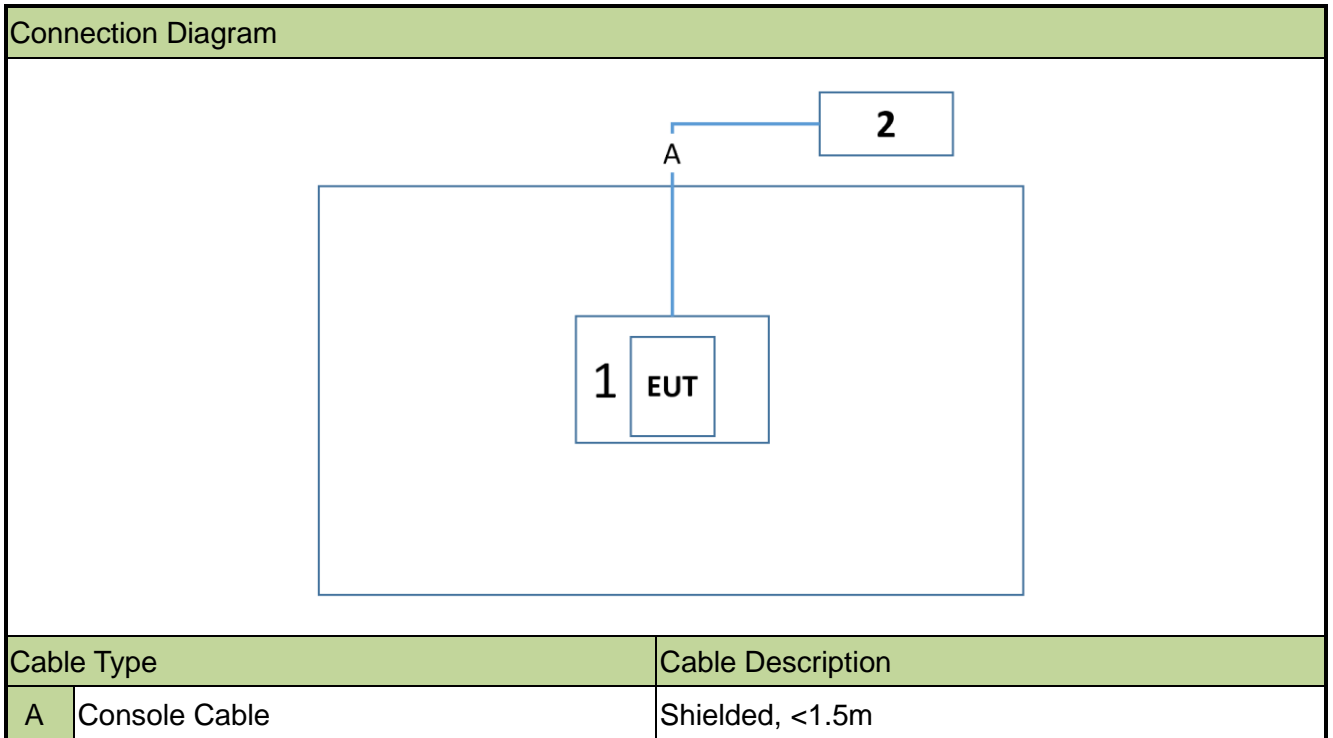 Connection Diagram
2
A
1 EUT
Cable Type Cable Description
A Console Cable Shielded, <1.5m